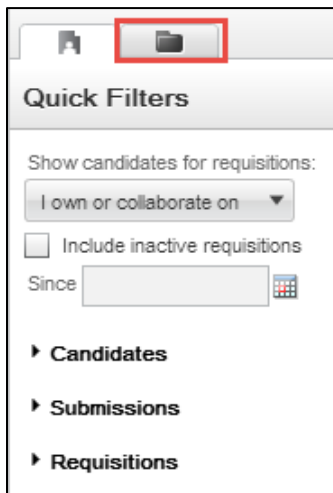 Quick Filters
Show candidates for requisitions:
I own or collaborate on
Include inactive requisitions
Since
Candidates
Submissions
Requisitions